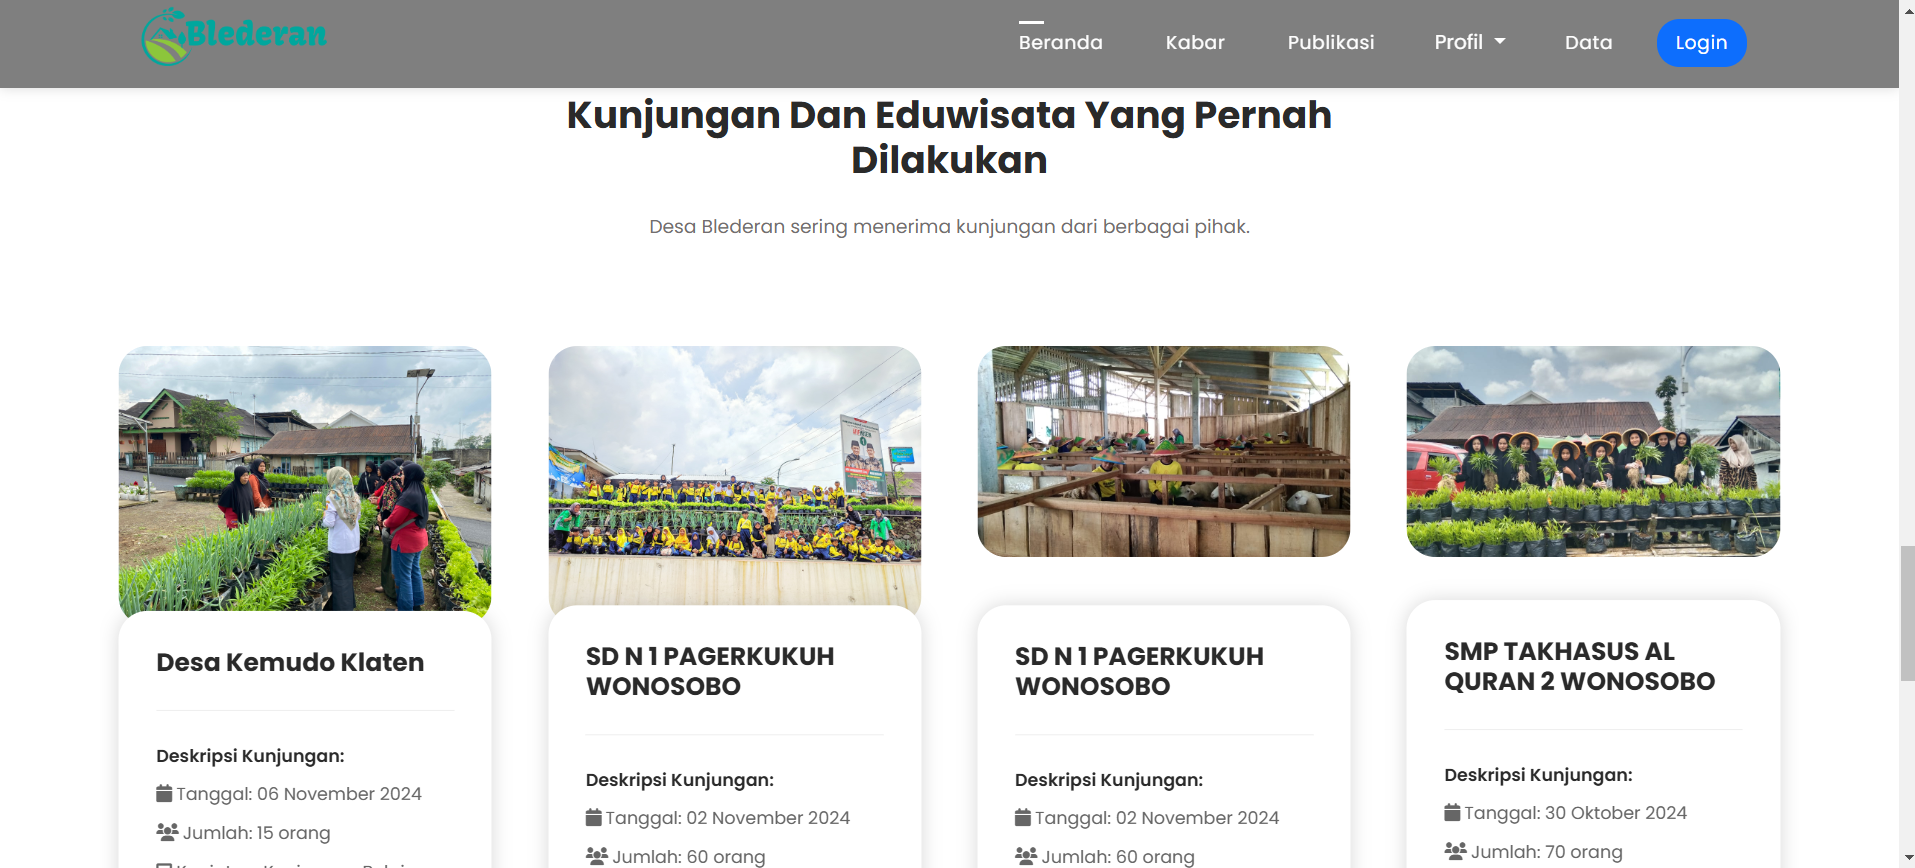 Blederan
Beranda
Kabar
Publikasi
Profil
Data
Login
Kunjungan Dan Eduwisata Yang Pernah
Dilakukan
Desa Blederan sering menerima kunjungan dari berbagai pihak.
Desa Kemudo Klaten
Deskripsi Kunjungan:
Tanggal: 06 November 2024
Jumlah: 15 orang
SD N 1 PAGERKUKUH
WONOSOBO
Deskripsi Kunjungan:
Tanggal: 02 November 2024
Jumlah: 60 orang
SD N 1 PAGERKUKUH
WONOSOBO
Deskripsi Kunjungan:
Tanggal: 02 November 2024
Jumlah: 60 orang
SMP TAKHASUS AL
QURAN 2 WONOSOBO
Deskripsi Kunjungan:
Tanggal: 30 Oktober 2024
Jumlah: 70 orang